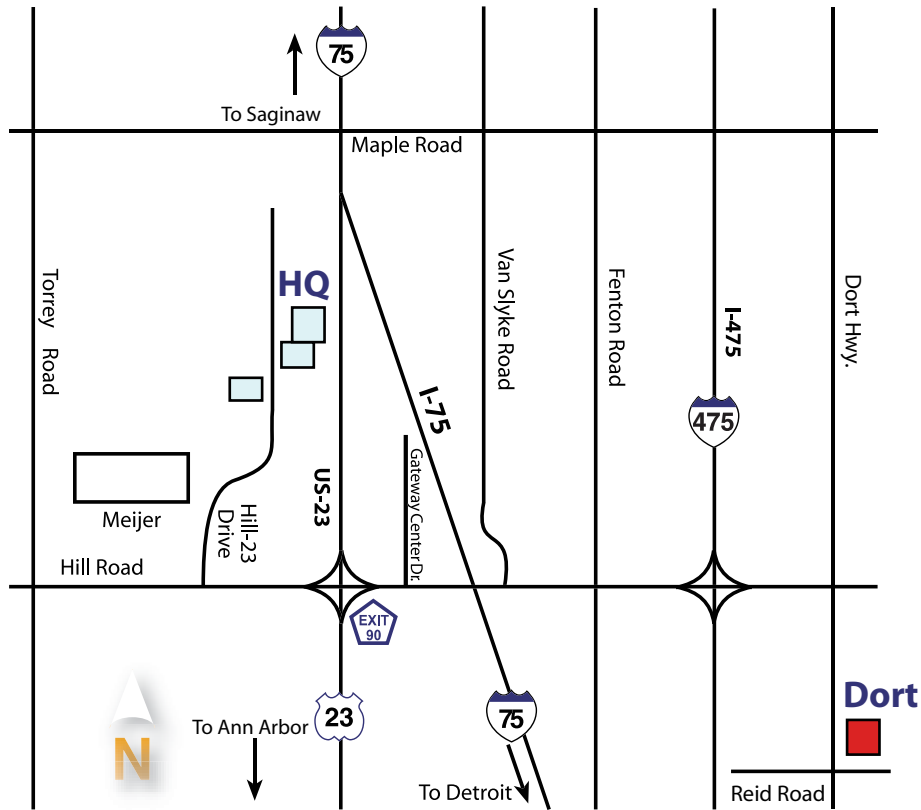 75
To Saginaw
Maple Road
HQ
Torrey Road
Van Slyke Road
Fenton Road
I-475
Dort Hwy.
I-75
475
US-23
Gateway Center Dr.
Meijer
Hill-23
Drive
Hill Road
EXIT
90
Dort
23
75
To Ann Arbor
N
To Detroit
Reid Road